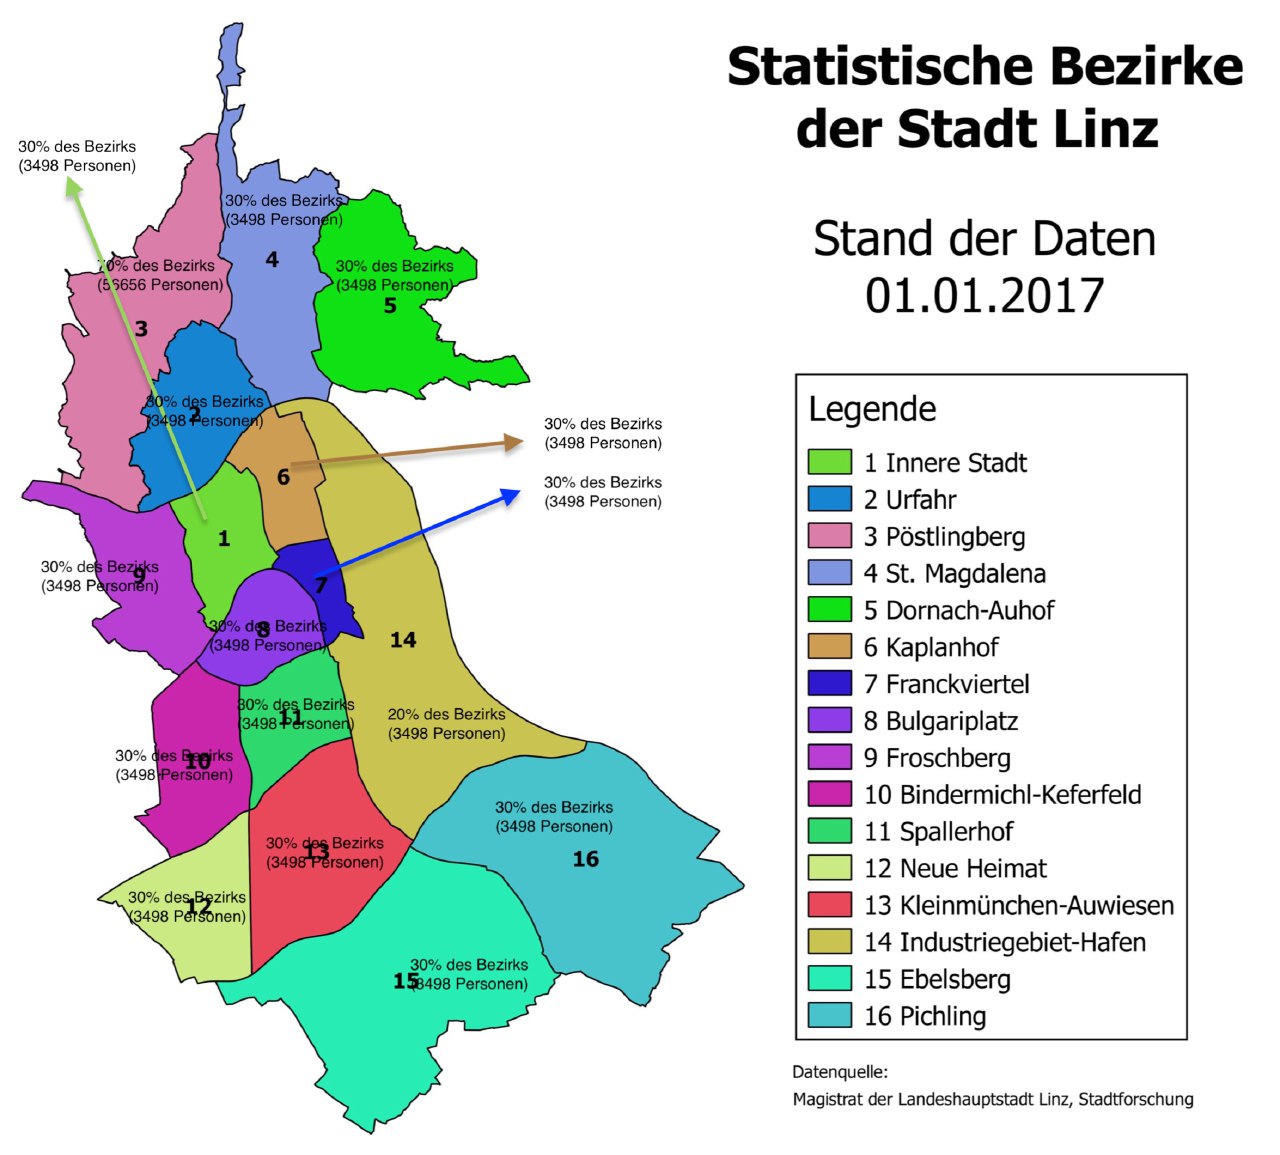 Statistische Bezirke
der Stadt Linz
Stand der Daten
01.01.2017
30% des Bezirks
(3498 Personen)
30% des Bezirks
(3498 Personen)
4
30% des Bezirks
(3498 Personen)
5
des Bezirks
Personen)
3
30% des Bezirks
2
(3498 Personen)
30% des Bezirks
(3498 Personen)
6
30% des Bezirks
(3498 Personen)
1
30% des Bezirks
9
(3498 Personen)
7
30% des Bezirks
8
(3498 Personen)
14
30% des Bezirks
11
(3498 Personen)
20% des Bezirks
(3498 Personen)
30% des Bezirks
10
(3498 Personen)
30% des Bezirks
(3498 Personen)
16
30% des Bezirks
13
(3498 Personen)
30% des Bezirks
12
(3498 Personen)
30% des Bezirks
15
(3498 Personen)
Legende
1 Innere Stadt
2 Urfahr
3 Pöstlingberg
4 St. Magdalena
5 Dornach-Auhof
6 Kaplanhof
7 Franckviertel
8 Bulgariplatz
9 Froschberg
10 Bindermichl-Keferfeld
11 Spallerhof
12 Neue Heimat
13 Kleinmünchen-Auwiesen
14 Industriegebiet-Hafen
15 Ebelsberg
16 Pichling
Datenquelle:
Magistrat der Landeshauptstadt Linz, Stadtforschung